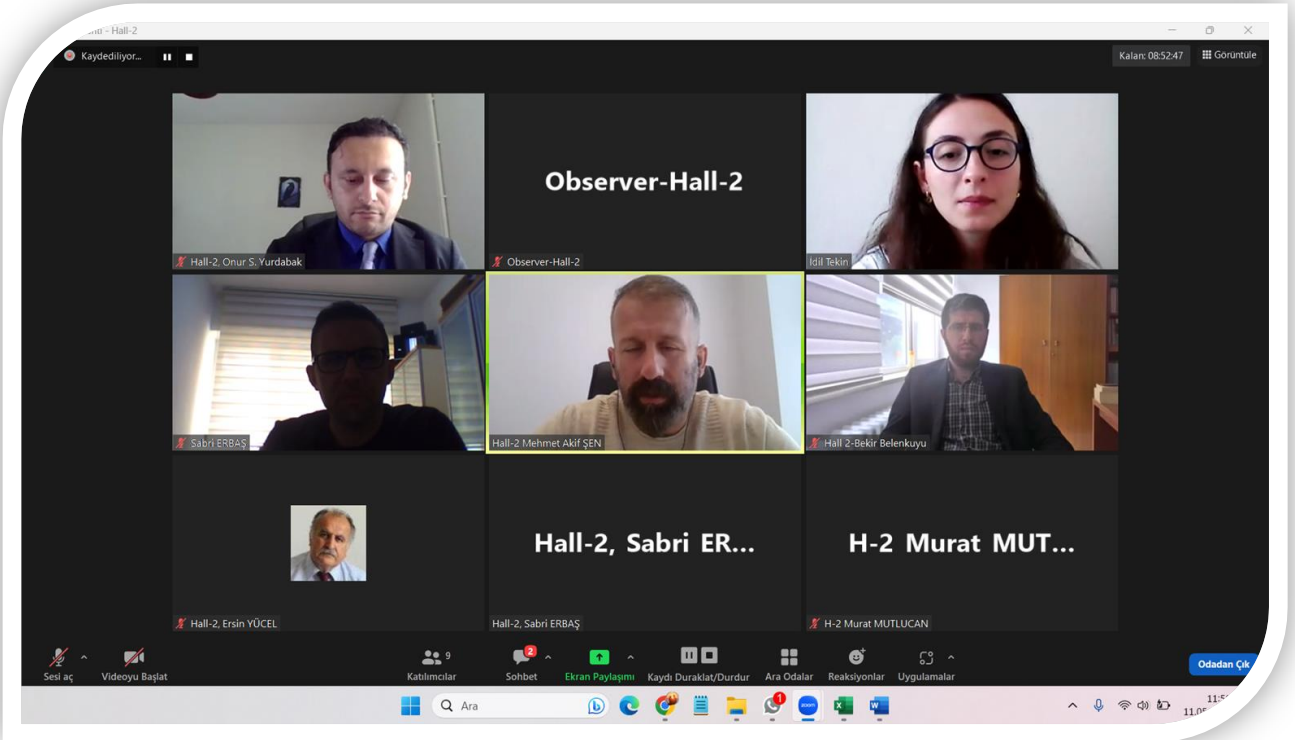 - Hall-2
Kaydediliyor...
Kalan: 08:52:47
Görüntüle
Hall-2, Onur S. Yurdabak
Observer-Hall-2
Observer-Hall-2
İdil Tekin
Sabri ERBAŞ
Hall-2 Mehmet Akif ŞEN
Hall 2-Bekir Belenkuyu
Hall-2, Ersin YÜCEL
Hall-2, Sabri ER...
Hall-2, Sabri ERBAŞ
H-2 Murat MUT...
H-2 Murat MUTLUCAN
Sesi aç
Videoyu Başlat
9
Katılımcılar
2
Sohbet
Ekran Paylaşımı
Kaydı Duraklat/Durdur
Ara Odalar
Reaksiyonlar
Uygulamalar
Odadan Çık
Ara
1
zoom